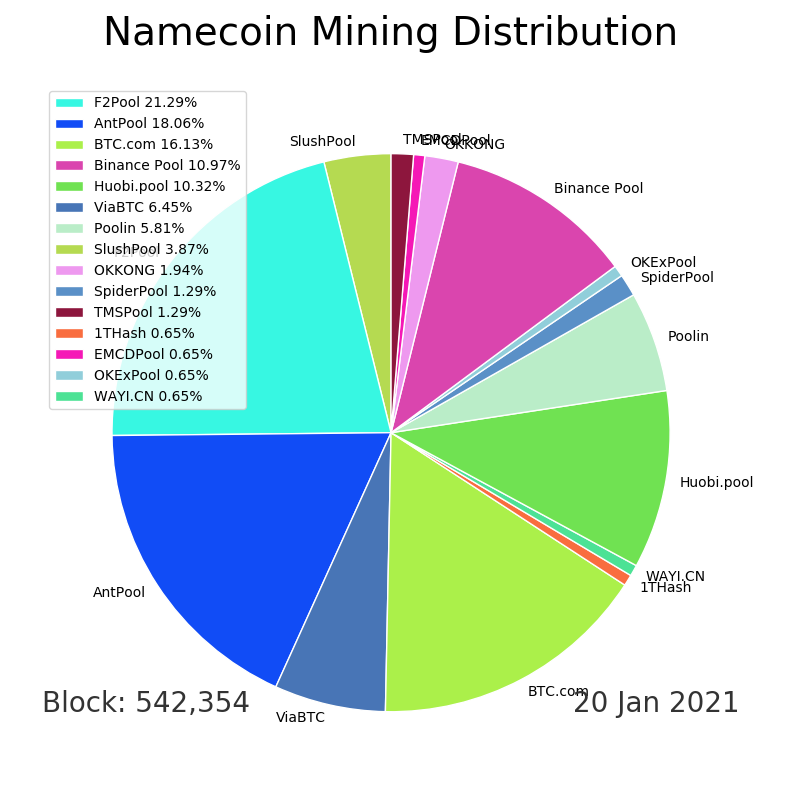 Namecoin Mining Distribution
F2Pool 21.29%
AntPool 18.06%
BTC.com 16.13%
Binance Pool 10.97%
Huobi.pool 10.32%
ViaBTC 6.45%
Poolin 5.81%
SlushPool 3.87%
OKKONG 1.94%
SpiderPool 1.29%
TMSPool 1.29%
1THash 0.65%
EMCDPool 0.65%
OKExPool 0.65%
WAYI.CN 0.65%
SlushPool
TMSPool
EMCDPool
OKKONG
Binance Pool
OKExPool
SpiderPool
Poolin
Huobi.pool
WAYI.CN
1THash
BTC.com
ViaBTC
AntPool
F2Pool
Block: 542,354
20 Jan 2021